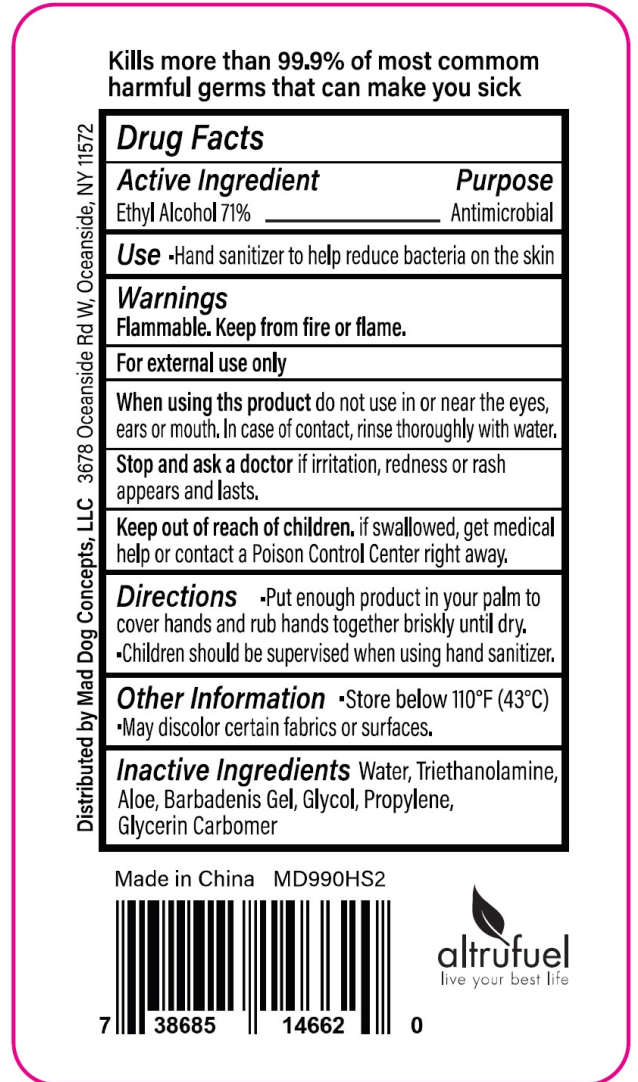 Kills more than 99.9% of most commom
harmful germs that can make you sick
Drug Facts
Active Ingredient Purpose
Ethyl Alcohol 71% Antimicrobial
Use ▪Hand sanitizer to help reduce bacteria on the skin
Warnings
Flammable. Keep from fire or flame.
For external use only
When using ths product do not use in or near the eyes,
ears or mouth. In case of contact, rinse thoroughly with water.
Stop and ask a doctor if irritation, redness or rash
appears and lasts.
Keep out of reach of children. if swallowed, get medical
help or contact a Poison Control Center right away.
Directions ▪Put enough product in your palm to
cover hands and rub hands together briskly until dry.
▪Children should be supervised when using hand sanitizer.
Other Information ▪Store below 110°F (43°C)
▪May discolor certain fabrics or surfaces.
Inactive Ingredients Water, Triethanolamine,
Aloe, Barbadenis Gel, Glycol, Propylene,
Glycerin Carbomer
Distributed by Mad Dog Concepts, LLC 3678 Oceanside Rd W, Oceanside, NY 11572
Made in China MD990HS2
7 38685 14662 0
altrufuel
live your best life